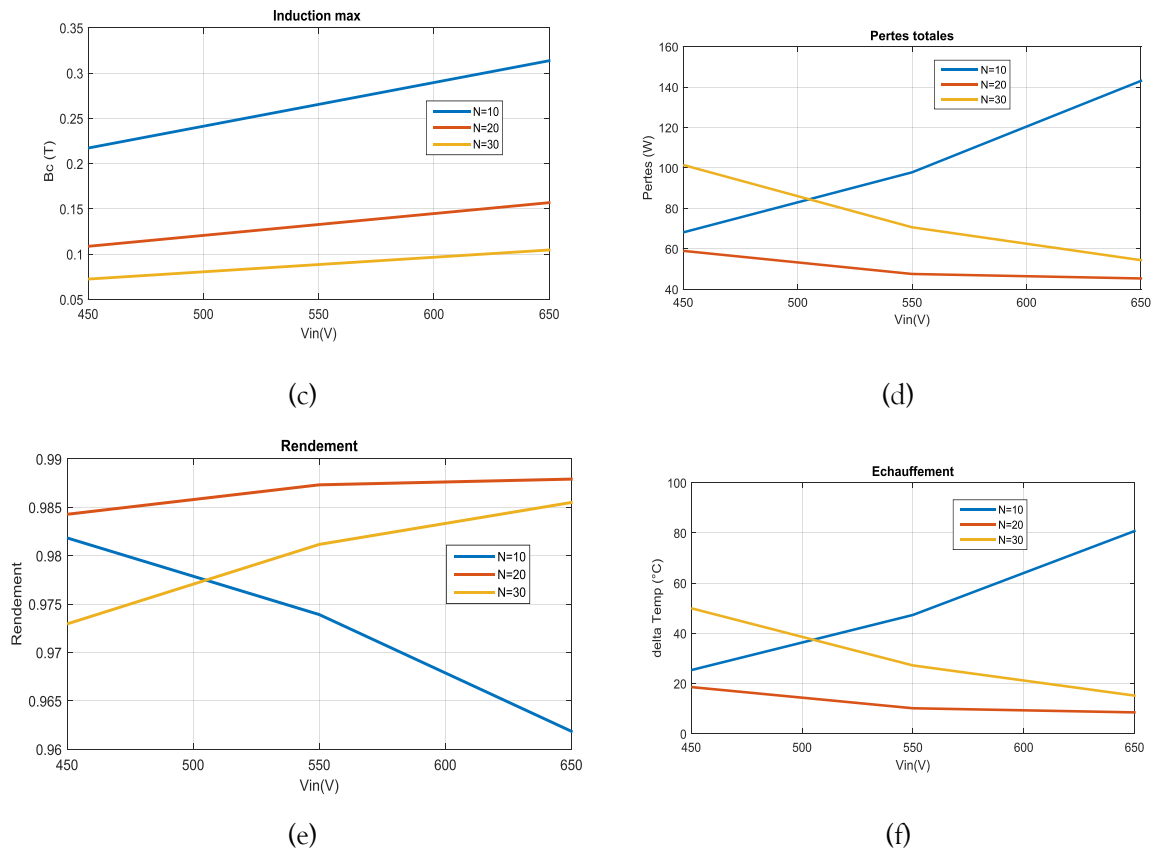 Induction max
0.35
0.3
0.25
0.2
0.15
0.1
0.05
Bc (T)
N=10
N=20
N=30
450 500 550 600 650
Vin(V)
(c)
Pertes totales
160
140
120
100
80
60
40
Pertes (W)
N=10
N=20
N=30
450 500 550 600 650
Vin(V)
(d)
Rendement
0.99
0.985
0.98
0.975
0.97
0.965
0.96
Rendement
N=10
N=20
N=30
450 500 550 600 650
Vin(V)
(e)
Echauffement
100
80
60
40
20
0
delta Temp (°C)
N=10
N=20
N=30
450 500 550 600 650
Vin(V)
(f)